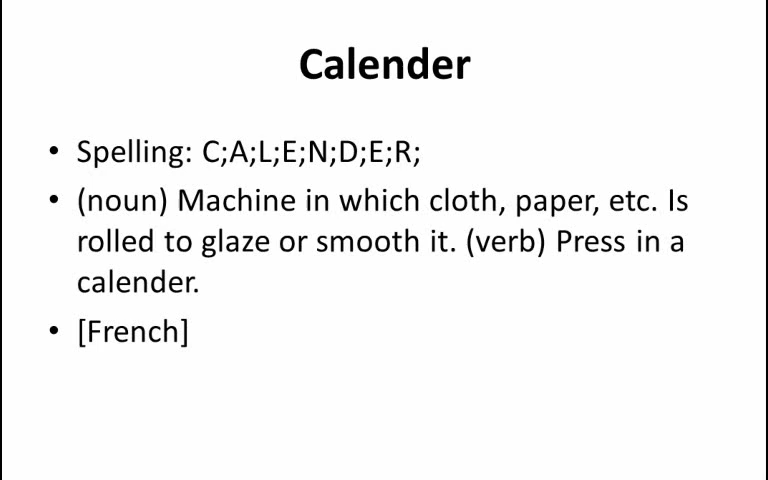 Calender
• Spelling: C;A;L;E;N;D;E;R;
• (noun) Machine in which cloth, paper, etc. Is
rolled to glaze or smooth it. (verb) Press in a
calender.
• [French]